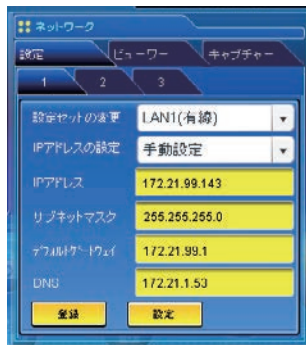 ネットワーク
設定 ビューワー キャプチャー
1 2 3
設定セットの変更 LAN1(有線)
IPアドレスの設定 手動設定
IPアドレス 172.21.99.143
サブネットマスク 255.255.255.0
デフォルトゲートウェイ 172.21.99.1
DNS 172.21.1.53
登録 設定